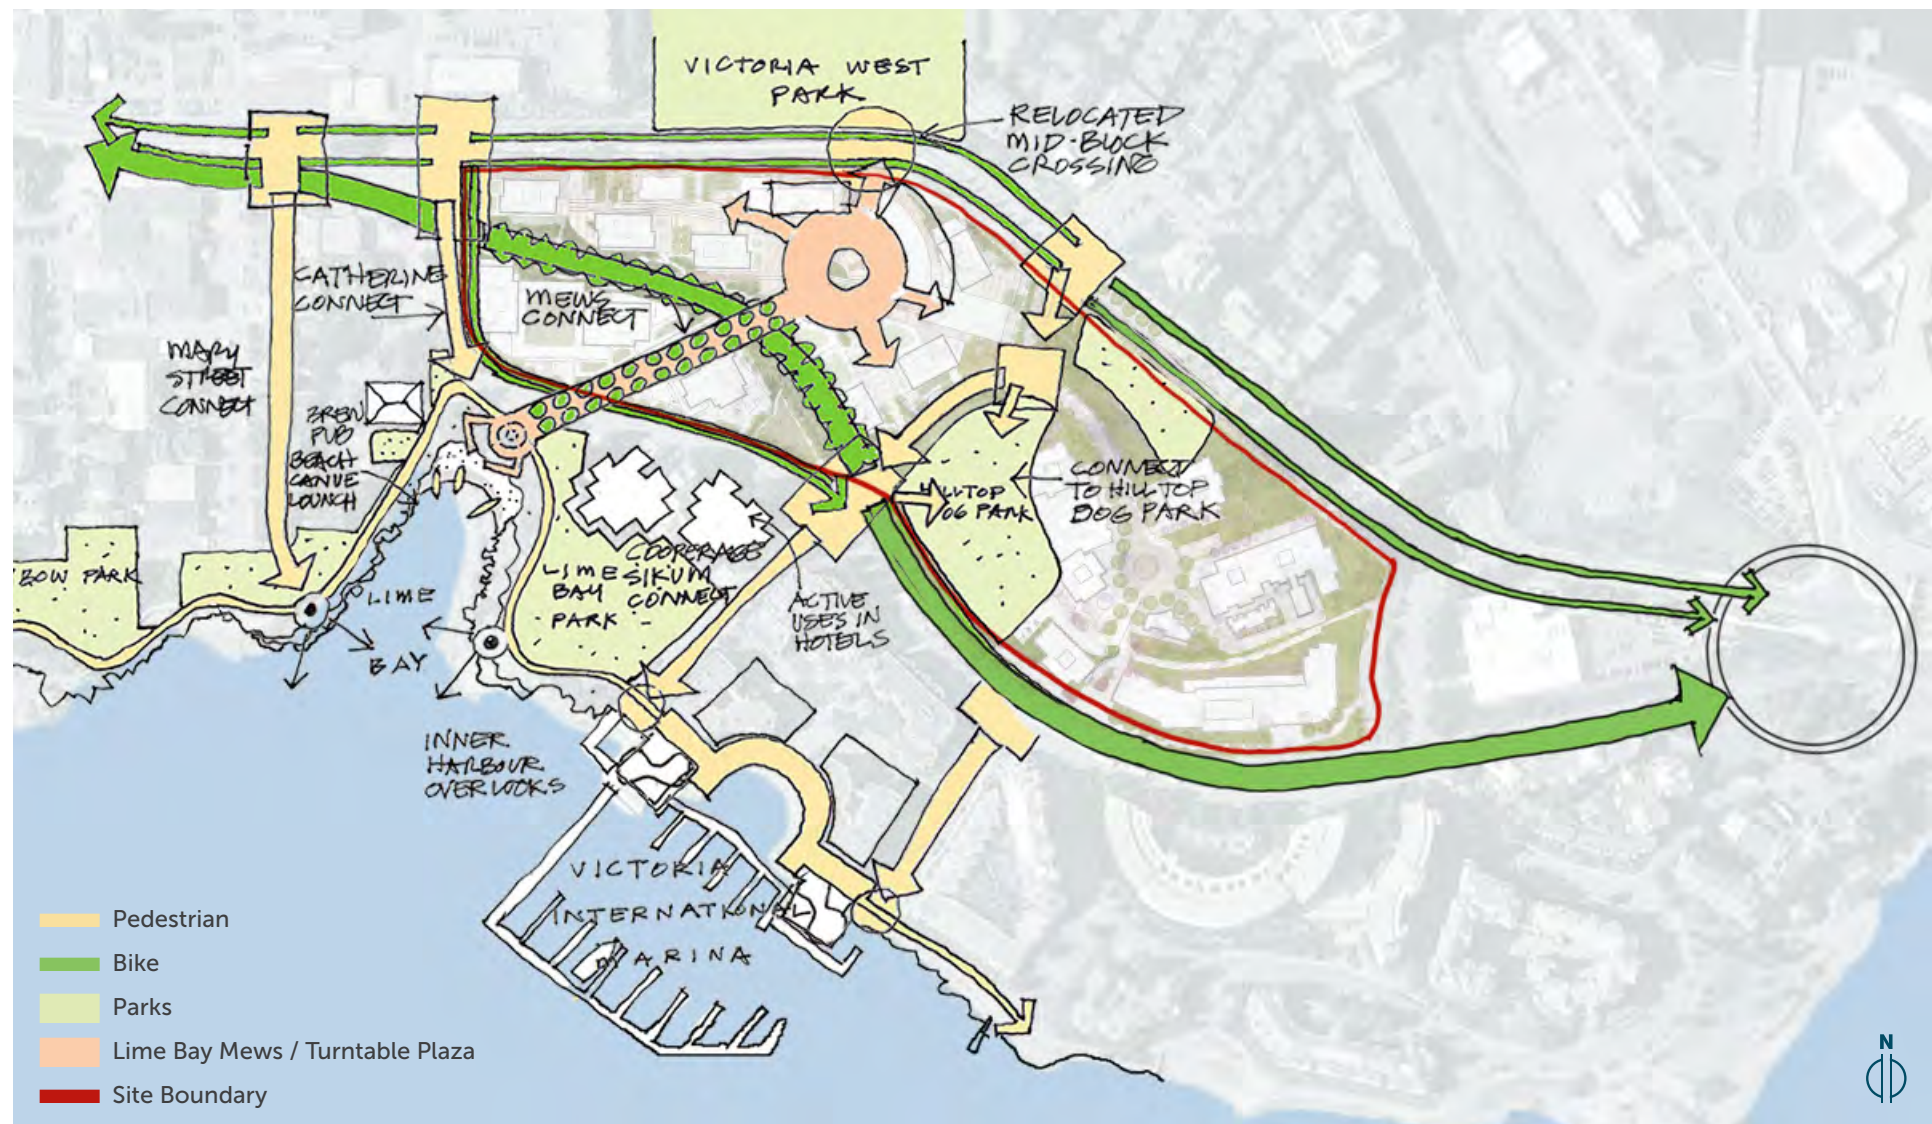 VICTORIA WEST
PARK
RELOCATED
MID-BLOCK
CROSSING
CATHERINE
CONNECT
MEWS
CONNECT
MARY
STREET
CONNECT
BREW
PUB
BEACH
CANOE
LOUNCH
HILLTOP
DOG PARK
CONNECT
TO HILLTOP
DOG PARK
BOW PARK
LIME
BAY
LIME
BAY
PARK
COOPERAGE
SIKUM
CONNECT
ACTIVE
USES IN
HOTELS
INNER
HARBOUR
OVERLOOKS
VICTORIA
INTERNATIONAL
MARINA
Pedestrian
Bike
Parks
Lime Bay Mews / Turntable Plaza
Site Boundary
N